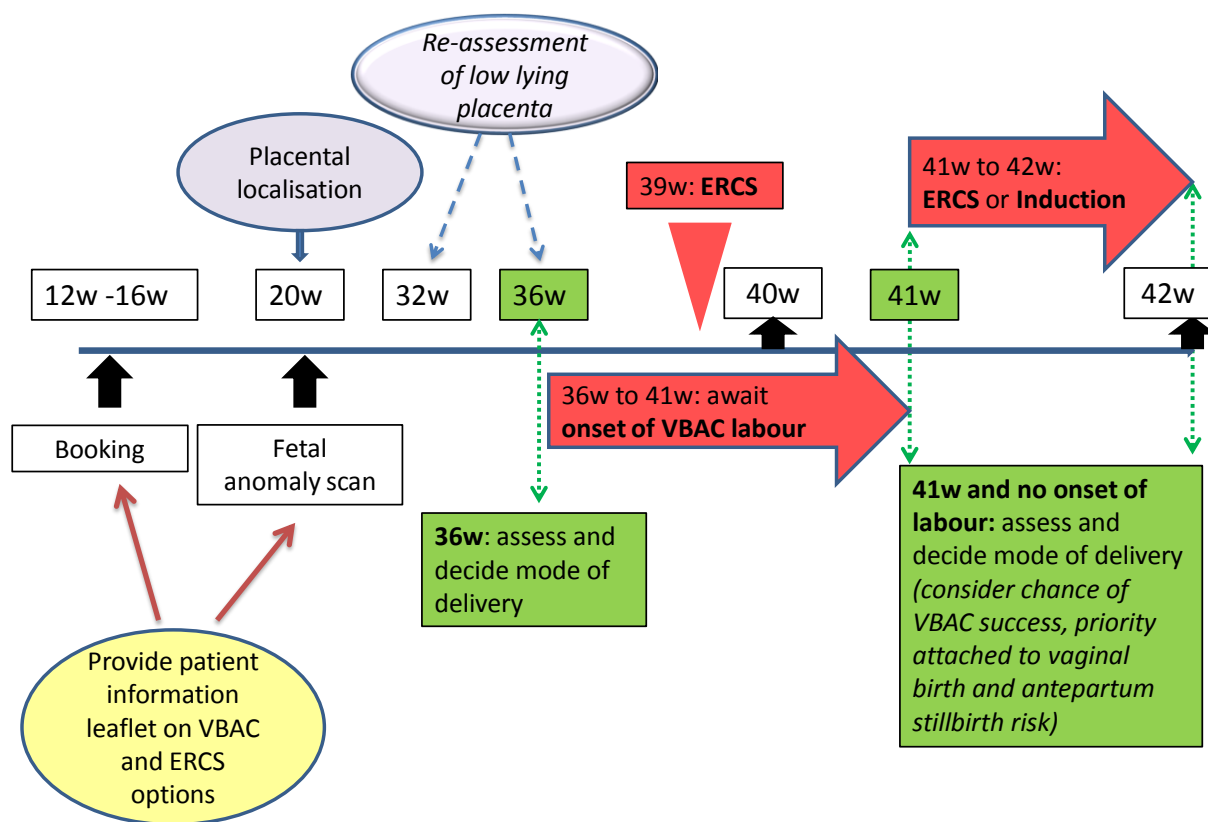 Re-assessment
of low lying
placenta
Placental
localisation
39w: ERCS
41w to 42w:
ERCS or Induction
12w -16w
20w
32w
36w
40w
41w
42w
36w to 41w: await
onset of VBAC labour
Booking
Fetal
anomaly scan
36w: assess and
decide mode of
delivery
41w and no onset of
labour: assess and
decide mode of delivery
(consider chance of
VBAC success, priority
attached to vaginal
birth and antepartum
stillbirth risk)
Provide patient
information
leaflet on VBAC
and ERCS
options